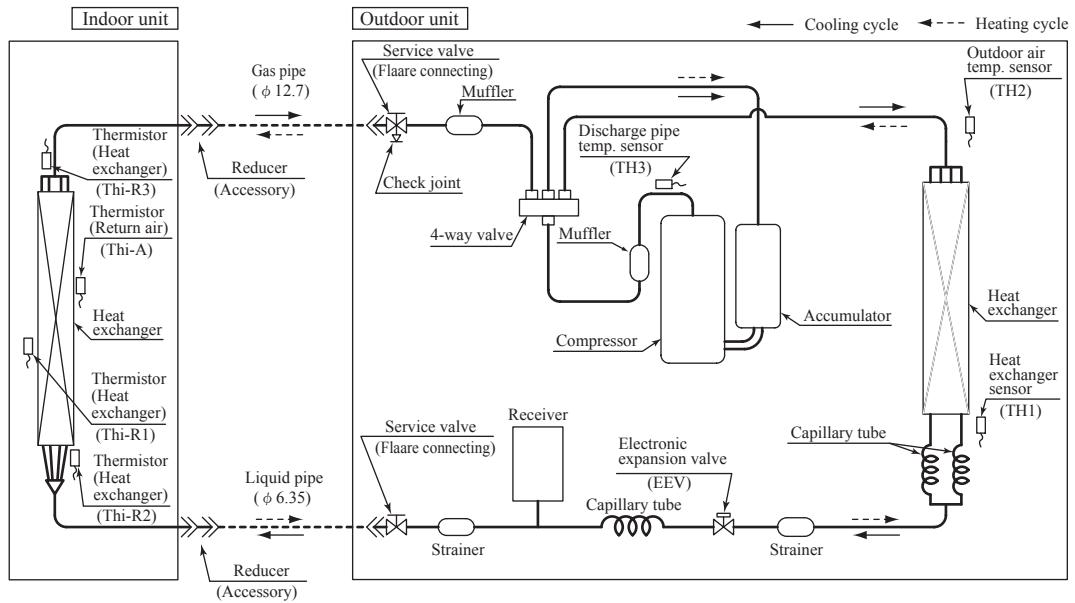 Indoor unit
Outdoor unit
Cooling cycle
Heating cycle
Gas pipe
( ϕ 12.7)
Service valve
(Flaare connecting)
Muffler
Outdoor air
temp. sensor
(TH2)
Thermistor
(Heat
exchanger)
(Thi-R3)
Reducer
(Accessory)
Check joint
Discharge pipe
temp. sensor
(TH3)
4-way valve
Muffler
Thermistor
(Return air)
(Thi-A)
Heat
exchanger
Compressor
Accumulator
Heat
exchanger
Thermistor
(Heat
exchanger)
(Thi-R1)
Heat
exchanger
sensor
(TH1)
Thermistor
(Heat
exchanger)
(Thi-R2)
Liquid pipe
( ϕ 6.35)
Service valve
(Flaare connecting)
Receiver
Electronic
expansion valve
(EEV)
Capillary tube
Capillary tube
Strainer
Strainer
Reducer
(Accessory)